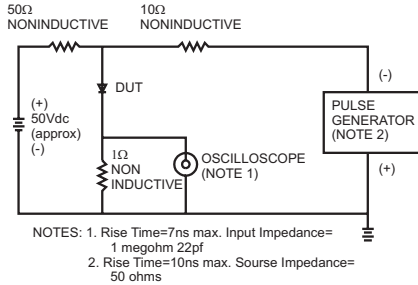 50Ω
NONINDUCTIVE
10Ω
NONINDUCTIVE
(+)
50Vdc
(approx)
(-)
DUT
1Ω
NON
INDUCTIVE
OSCILLOSCOPE
(NOTE 1)
(-)
PULSE
GENERATOR
(NOTE 2)
(+)
NOTES: 1. Rise Time=7ns max. Input Impedance=
1 megohm 22pf
2. Rise Time=10ns max. Sourse Impedance=
50 ohms